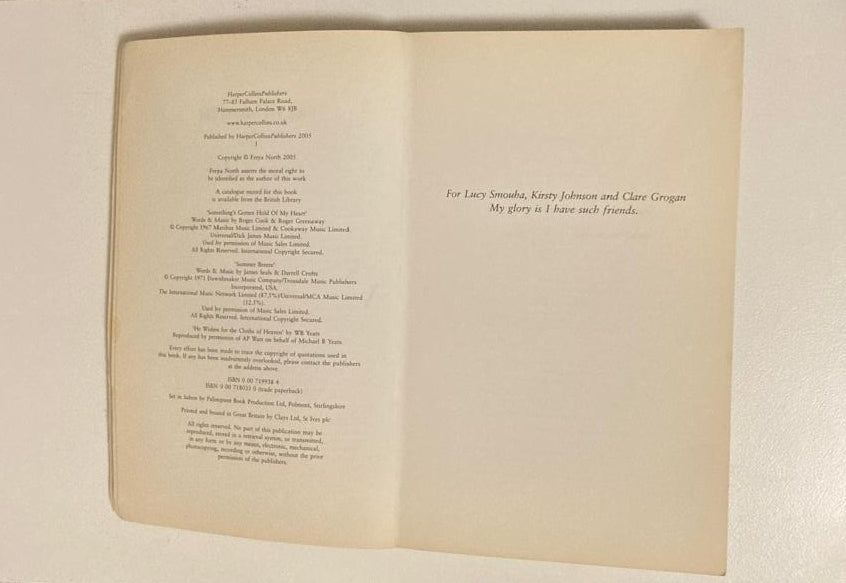 HarperCollinsPublishers
77–85 Fulham Palace Road,
Hammersmith, London W6 8JB
www.harpercollins.co.uk
Published by HarperCollinsPublishers 2005
1
Copyright © Freya North 2005
Freya North asserts the moral right to
be identified as the author of this work
A catalogue record for this book
is available from the British Library
'Something's Gotten Hold Of My Heart'
Words & Music by Roger Cook & Roger Greenaway
© Copyright 1967 Maribus Music Limited & Cookaway Music Limited.
Universal/Dick James Music Limited.
Used by permission of Music Sales Limited.
All Rights Reserved. International Copyright Secured.
'Summer Breeze'
Words & Music by James Seals & Darrell Crofts
© Copyright 1971 Dawnbreaker Music Company/Trousdale Music Publishers
Incorporated, USA.
The International Music Network Limited (87.5%)/Universal/MCA Music Limited
(12.5%).
Used by permission of Music Sales Limited.
All Rights Reserved. International Copyright Secured.
'He Wishes for the Cloths of Heaven' by WB Yeats
Reproduced by permission of AP Watt on behalf of Michael B Yeats
Every effort has been made to trace the copyright of quotations used in
this book. If any has been inadvertently overlooked, please contact the publishers
at the address above.
ISBN 0 00 719938 4
ISBN 0 00 718035 0 (trade paperback)
Set in Sabon by Palimpsest Book Production Ltd, Polmont, Stirlingshire
Printed and bound in Great Britain by Clays Ltd, St Ives plc
All rights reserved. No part of this publication may be
reproduced, stored in a retrieval system, or transmitted,
in any form or by any means, electronic, mechanical,
photocopying, recording or otherwise, without the prior
permission of the publishers.
For Lucy Smouha, Kirsty Johnson and Clare Grogan
My glory is I have such friends.